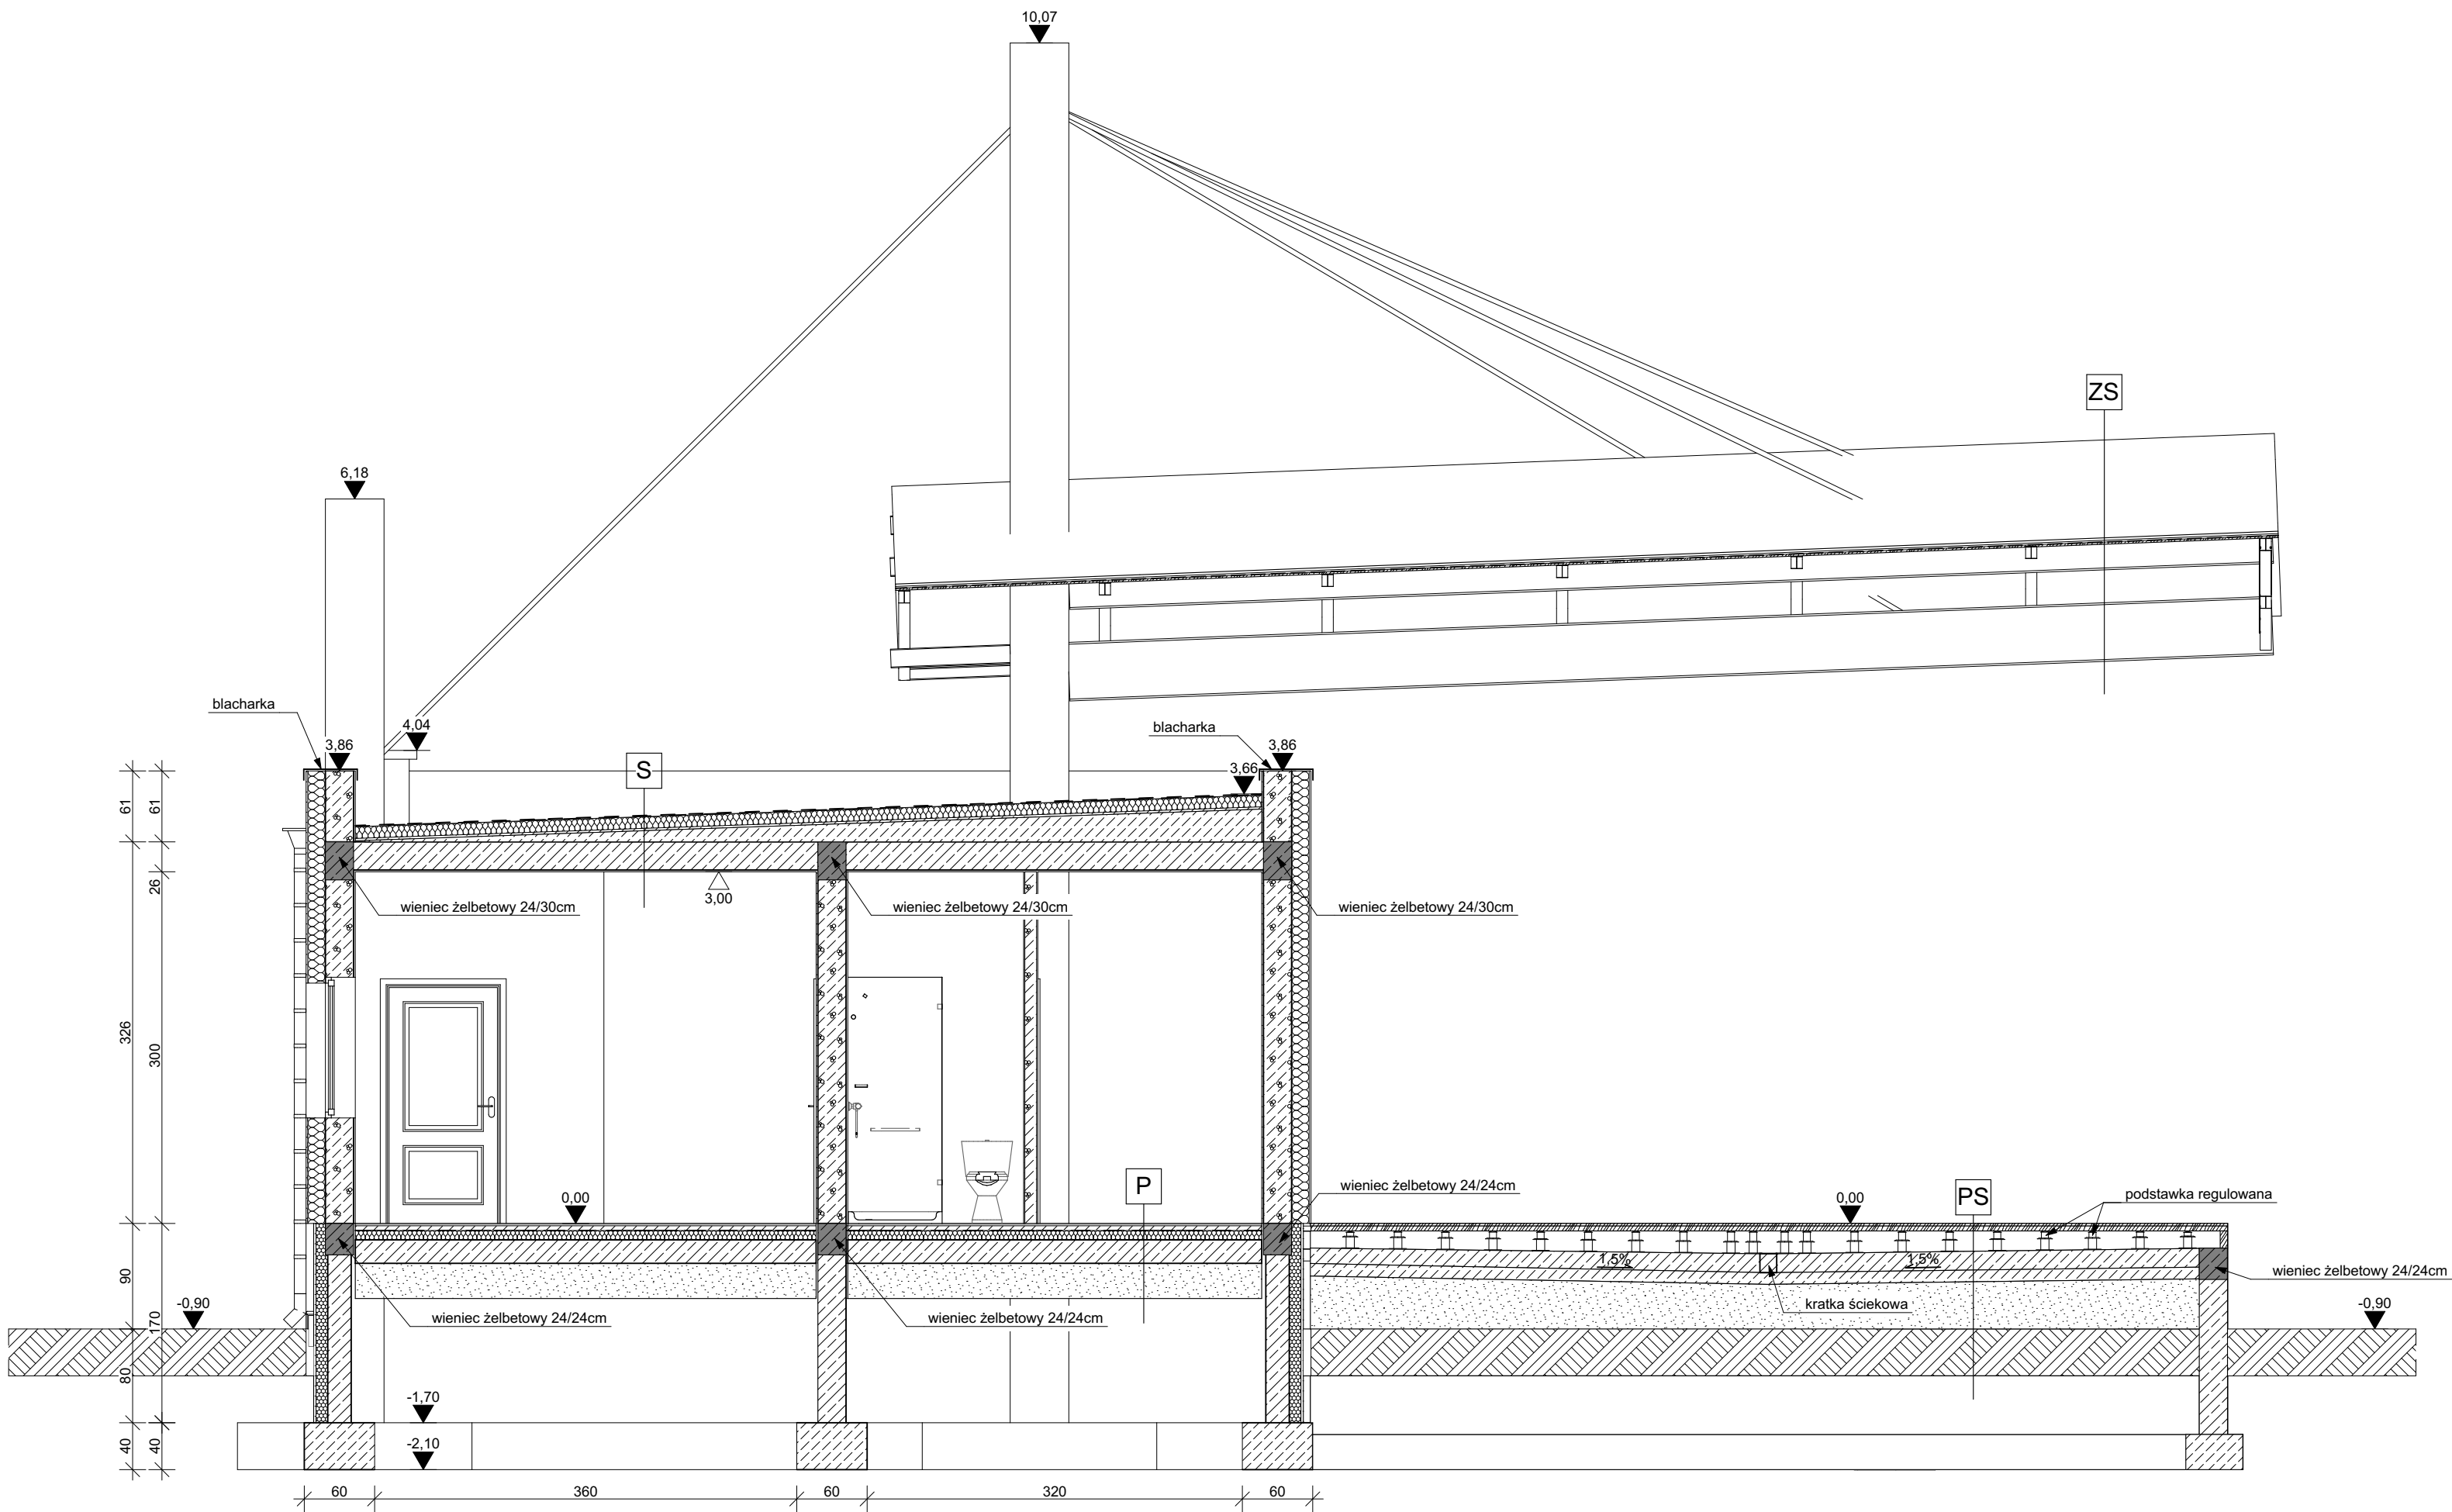 10,07
ZS
6,18
blacharka
4,04
3,86
S
blacharka
3,86
3,66
61
61
26
3,00
wieniec żelbetowy 24/30cm
wieniec żelbetowy 24/30cm
wieniec żelbetowy 24/30cm
326
300
0,00
P
wieniec żelbetowy 24/24cm
0,00
PS
podstawka regulowana
1,5%
1,5%
wieniec żelbetowy 24/24cm
90
-0,90
kratka ściekowa
-0,90
170
wieniec żelbetowy 24/24cm
wieniec żelbetowy 24/24cm
80
-1,70
40
40
-2,10
60
360
60
320
60